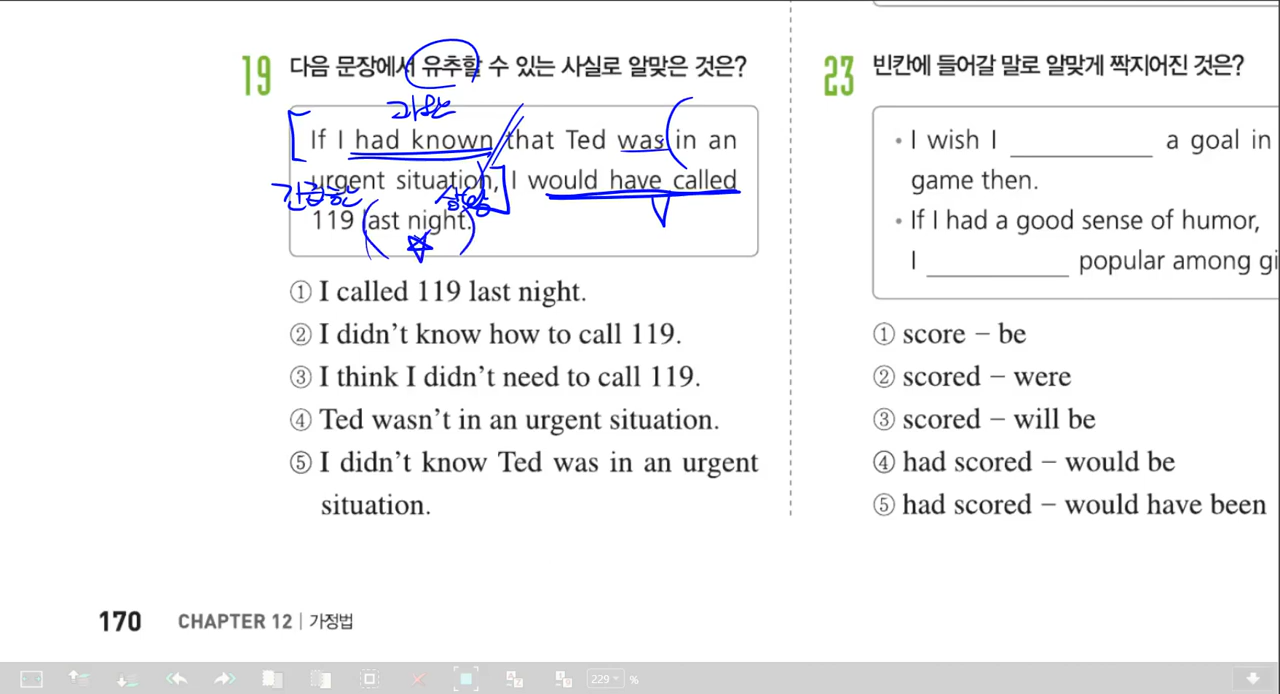 19 다음 문장에서 유추할 수 있는 사실로 알맞은 것은?
과완
If I had known that Ted was in an
urgent situation, I would have called
긴급한 상황
119 last night.
① I called 119 last night.
② I didn't know how to call 119.
③ I think I didn't need to call 119.
④ Ted wasn't in an urgent situation.
⑤ I didn't know Ted was in an urgent
situation.
23 빈칸에 들어갈 말로 알맞게 짝지어진 것은?
• I wish I ____________ a goal in
game then.
• If I had a good sense of humor,
I ____________ popular among gi
① score – be
② scored – were
③ scored – will be
④ had scored – would be
⑤ had scored – would have been
170 CHAPTER 12 | 가정법
229 %